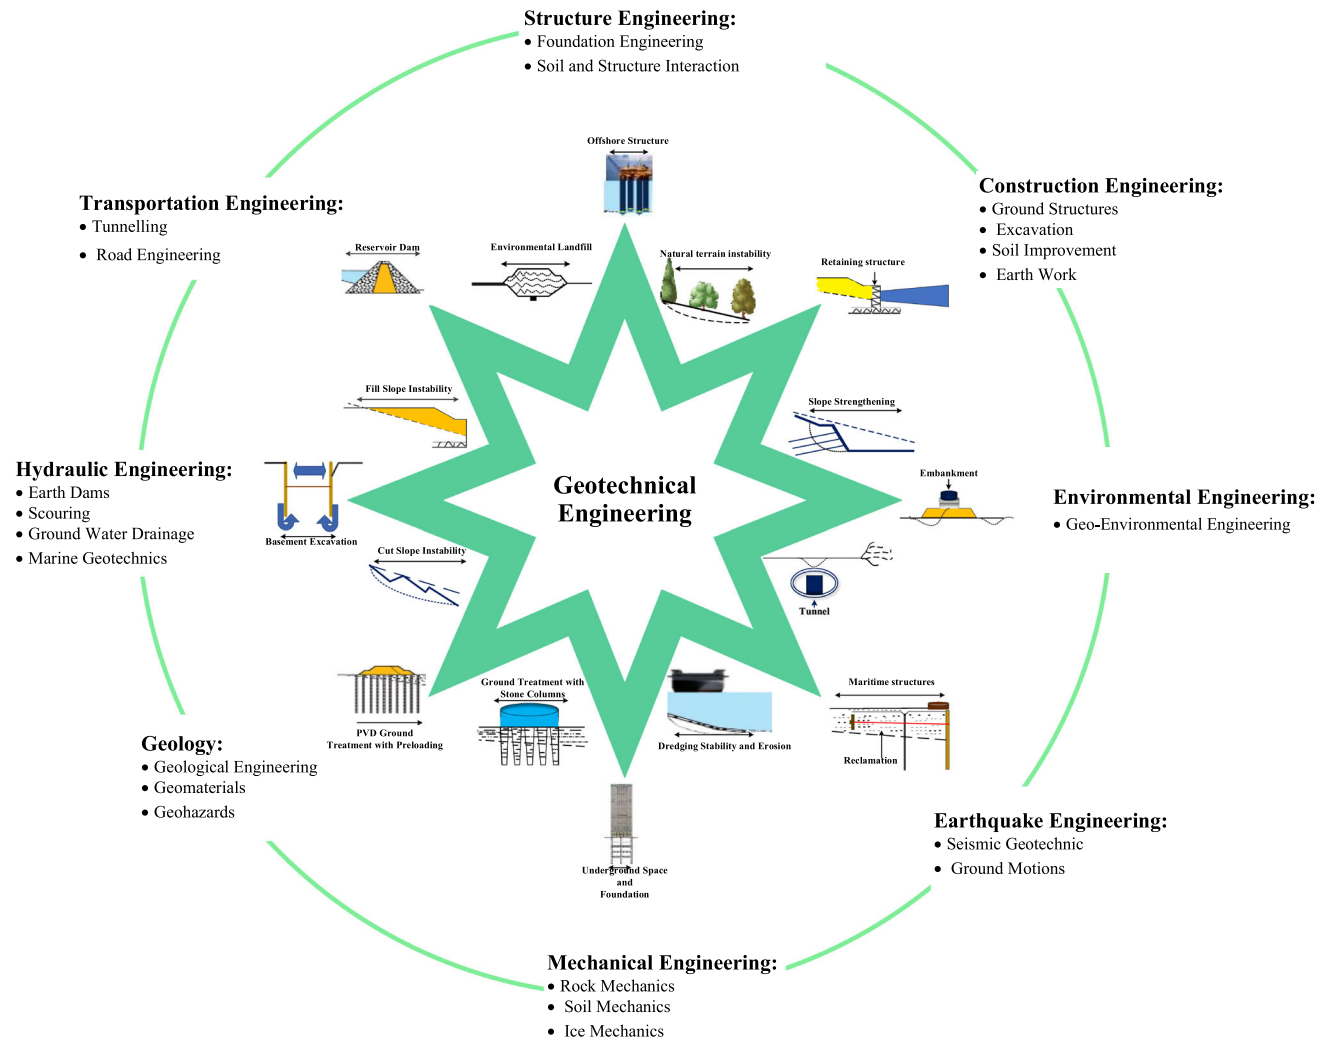 Structure Engineering:
• Foundation Engineering
• Soil and Structure Interaction
Transportation Engineering:
• Tunnelling
• Road Engineering
Construction Engineering:
• Ground Structures
• Excavation
• Soil Improvement
• Earth Work
Offshore Structure
Reservoir Dam
Environmental Landfill
Natural terrain instability
Retaining structure
Fill Slope Instability
Slope Strengthening
Hydraulic Engineering:
• Earth Dams
• Scouring
• Ground Water Drainage
• Marine Geotechnics
Basement Excavation
Geotechnical
Engineering
Embankment
Environmental Engineering:
• Geo-Environmental Engineering
Cut Slope Instability
Tunnel
PVD Ground
Treatment with Preloading
Ground Treatment with
Stone Columns
Dredging Stability and Erosion
Maritime structures
Reclamation
Geology:
• Geological Engineering
• Geomaterials
• Geohazards
Underground Space
and
Foundation
Earthquake Engineering:
• Seismic Geotechnic
• Ground Motions
Mechanical Engineering:
• Rock Mechanics
• Soil Mechanics
• Ice Mechanics